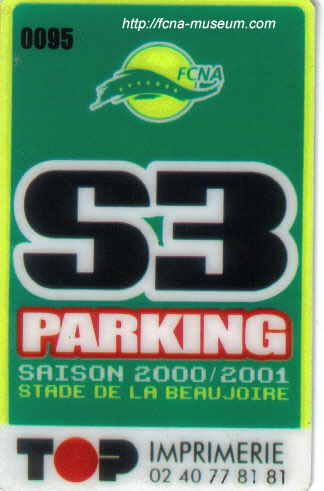 http://fcna-museum.com
0095
FCNA
S3
PARKING
SAISON 2000/2001
STADE DE LA BEAUJOIRE
TOP IMPRIMERIE
02 40 77 81 81